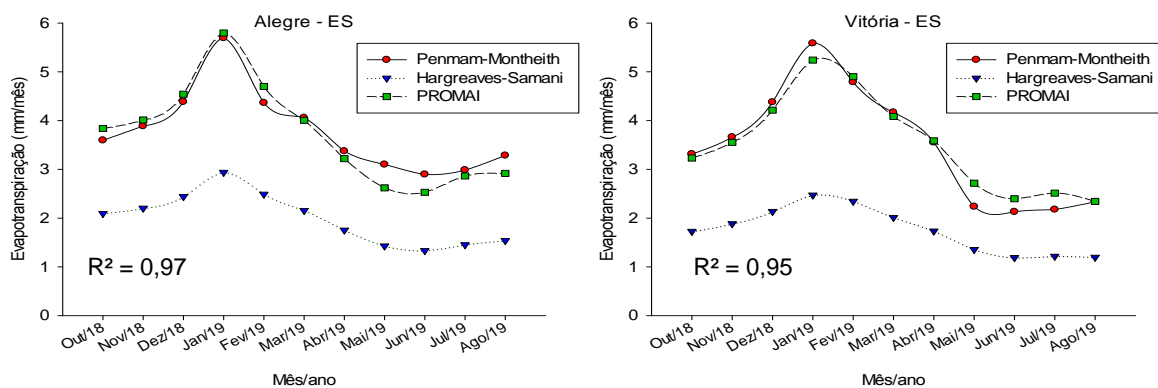 Alegre - ES
Evapotranspiração (mm/mês)
6
5
4
3
2
1
0
Penmam-Montheith
Hargreaves-Samani
PROMAI
R² = 0,97
Out/18
Nov/18
Dez/18
Jan/19
Fev/19
Mar/19
Abr/19
Mai/19
Jun/19
Jul/19
Ago/19
Mês/ano
Vitória - ES
Evapotranspiração (mm/mês)
6
5
4
3
2
1
0
Penmam-Montheith
Hargreaves-Samani
PROMAI
R² = 0,95
Out/18
Nov/18
Dez/18
Jan/19
Fev/19
Mar/19
Abr/19
Mai/19
Jun/19
Jul/19
Ago/19
Mês/ano